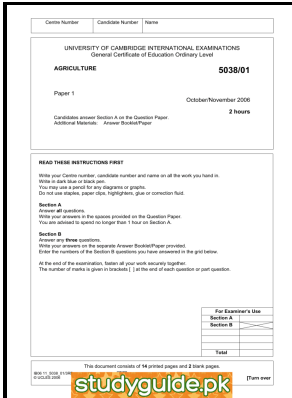 Centre Number
Candidate Number
Name
UNIVERSITY OF CAMBRIDGE INTERNATIONAL EXAMINATIONS
General Certificate of Education Ordinary Level
AGRICULTURE
5038/01
Paper 1
October/November 2006
2 hours
Candidates answer Section A on the Question Paper.
Additional Materials: Answer Booklet/Paper
READ THESE INSTRUCTIONS FIRST
Write your Centre number, candidate number and name on all the work you hand in.
Write in dark blue or black pen.
You may use a pencil for any diagrams or graphs.
Do not use staples, paper clips, highlighters, glue or correction fluid.
Section A
Answer all questions.
Write your answers in the spaces provided on the Question Paper.
You are advised to spend no longer than 1 hour on Section A.
Section B
Answer any three questions.
Write your answers on the separate Answer Booklet/Paper provided.
Enter the numbers of the Section B questions you have answered in the grid below.
At the end of the examination, fasten all your work securely together.
The number of marks is given in brackets [ ] at the end of each question or part question.
For Examiner's Use
Section A
Section B
Total
This document consists of 14 printed pages and 2 blank pages.
© UCLES 2006
[Turn over
studyguide.pk